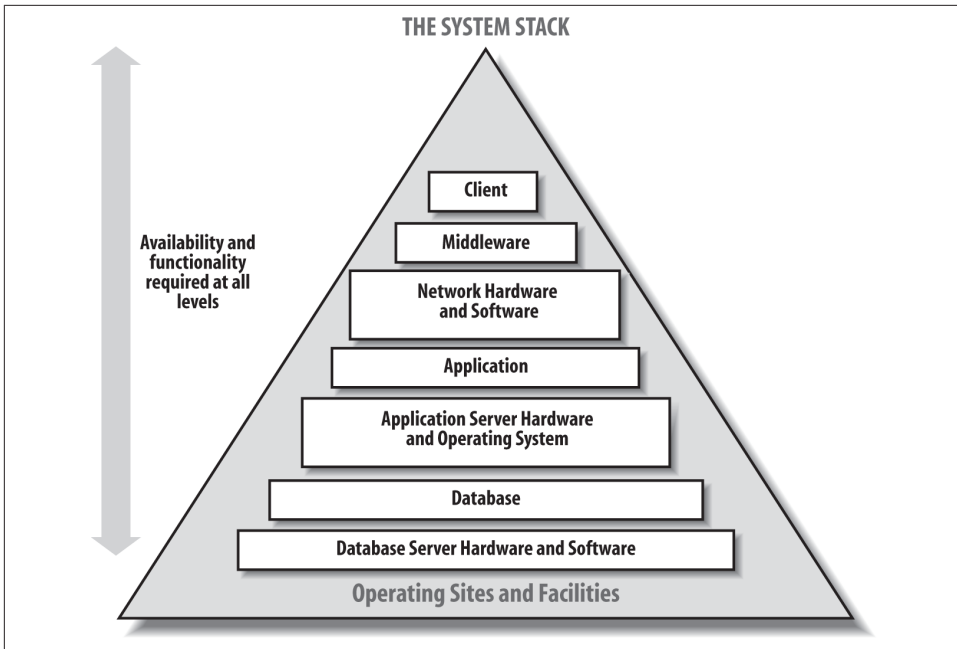 THE SYSTEM STACK
Availability and
functionality
required at all
levels
Client
Middleware
Network Hardware
and Software
Application
Application Server Hardware
and Operating System
Database
Database Server Hardware and Software
Operating Sites and Facilities